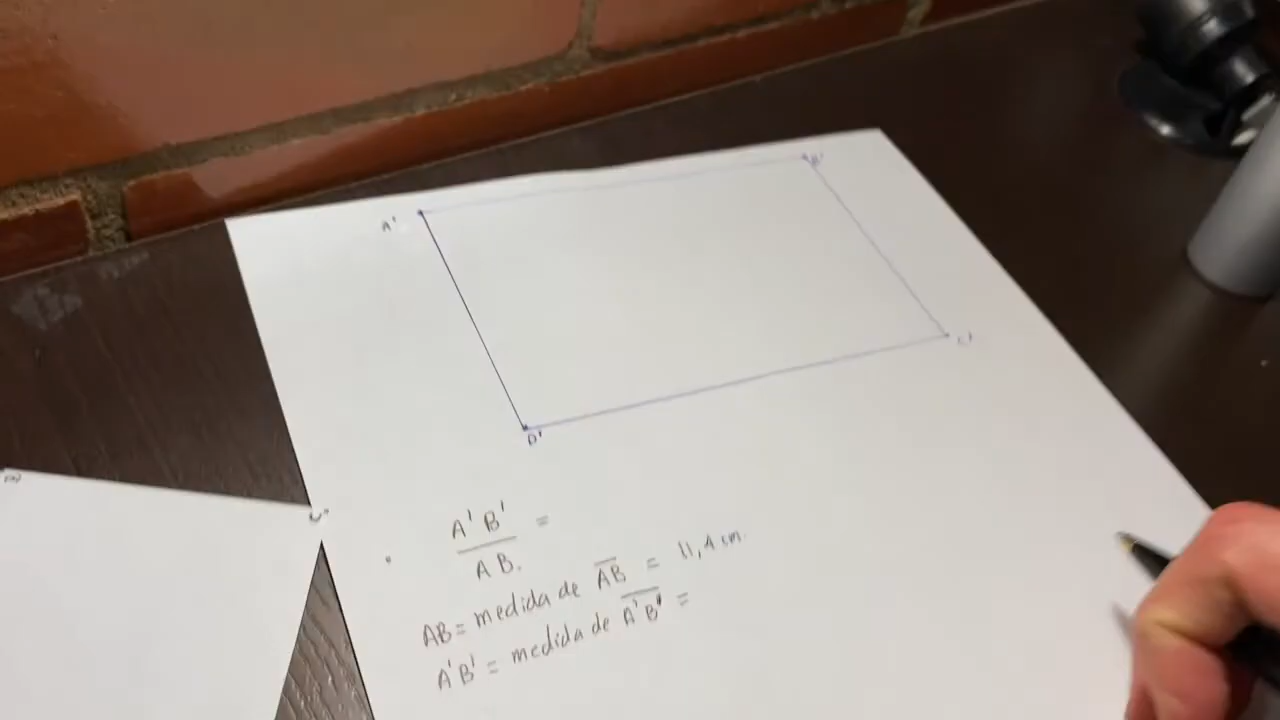 A'
B'
C'
D'
A'B' =
AB.
AB = medida de AB = 11,4 cm.
A'B' = medida de A'B' =